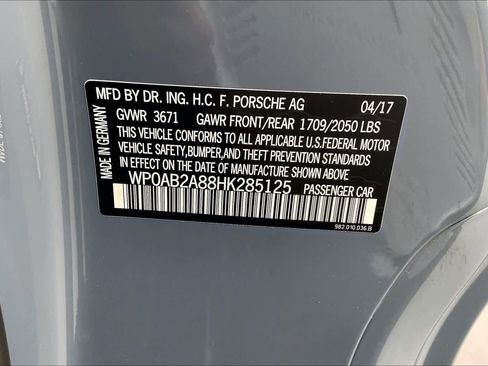 MFD BY DR. ING. H.C. F. PORSCHE AG 04/17
GVWR 3671 GAWR FRONT/REAR 1709/2050 LBS
THIS VEHICLE CONFORMS TO ALL APPLICABLE U.S.FEDERAL MOTOR
VEHICLE SAFETY,BUMPER,AND THEFT PREVENTION STANDARDS
IN EFFECT ON THE DATE OF MANUFACTURE SHOWN ABOVE.
WP0AB2A88HK285125 PASSENGER CAR
982.010.036.B
MADE IN GERMANY